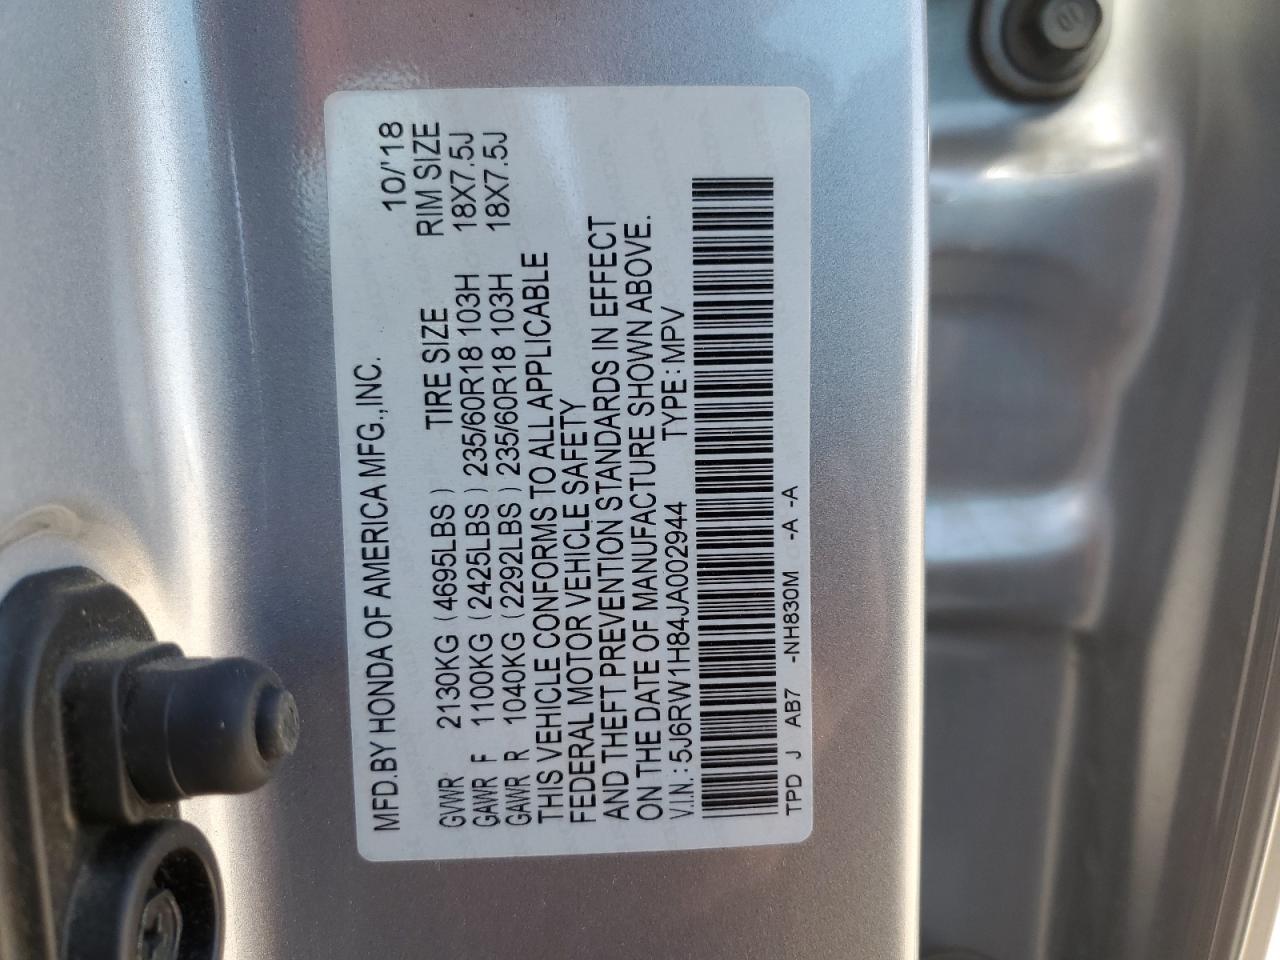 MFD.BY HONDA OF AMERICA MFG.,INC. 10/'18
GVWR 2130KG (4695LBS) TIRE SIZE RIM SIZE
GAWR F 1100KG (2425LBS) 235/60R18 103H 18X7.5J
GAWR R 1040KG (2292LBS) 235/60R18 103H 18X7.5J
THIS VEHICLE CONFORMS TO ALL APPLICABLE
FEDERAL MOTOR VEHICLE SAFETY
AND THEFT PREVENTION STANDARDS IN EFFECT
ON THE DATE OF MANUFACTURE SHOWN ABOVE.
V.I.N.: 5J6RW1H84JA002944 TYPE: MPV
TPD J AB7 -NH830M -A -A